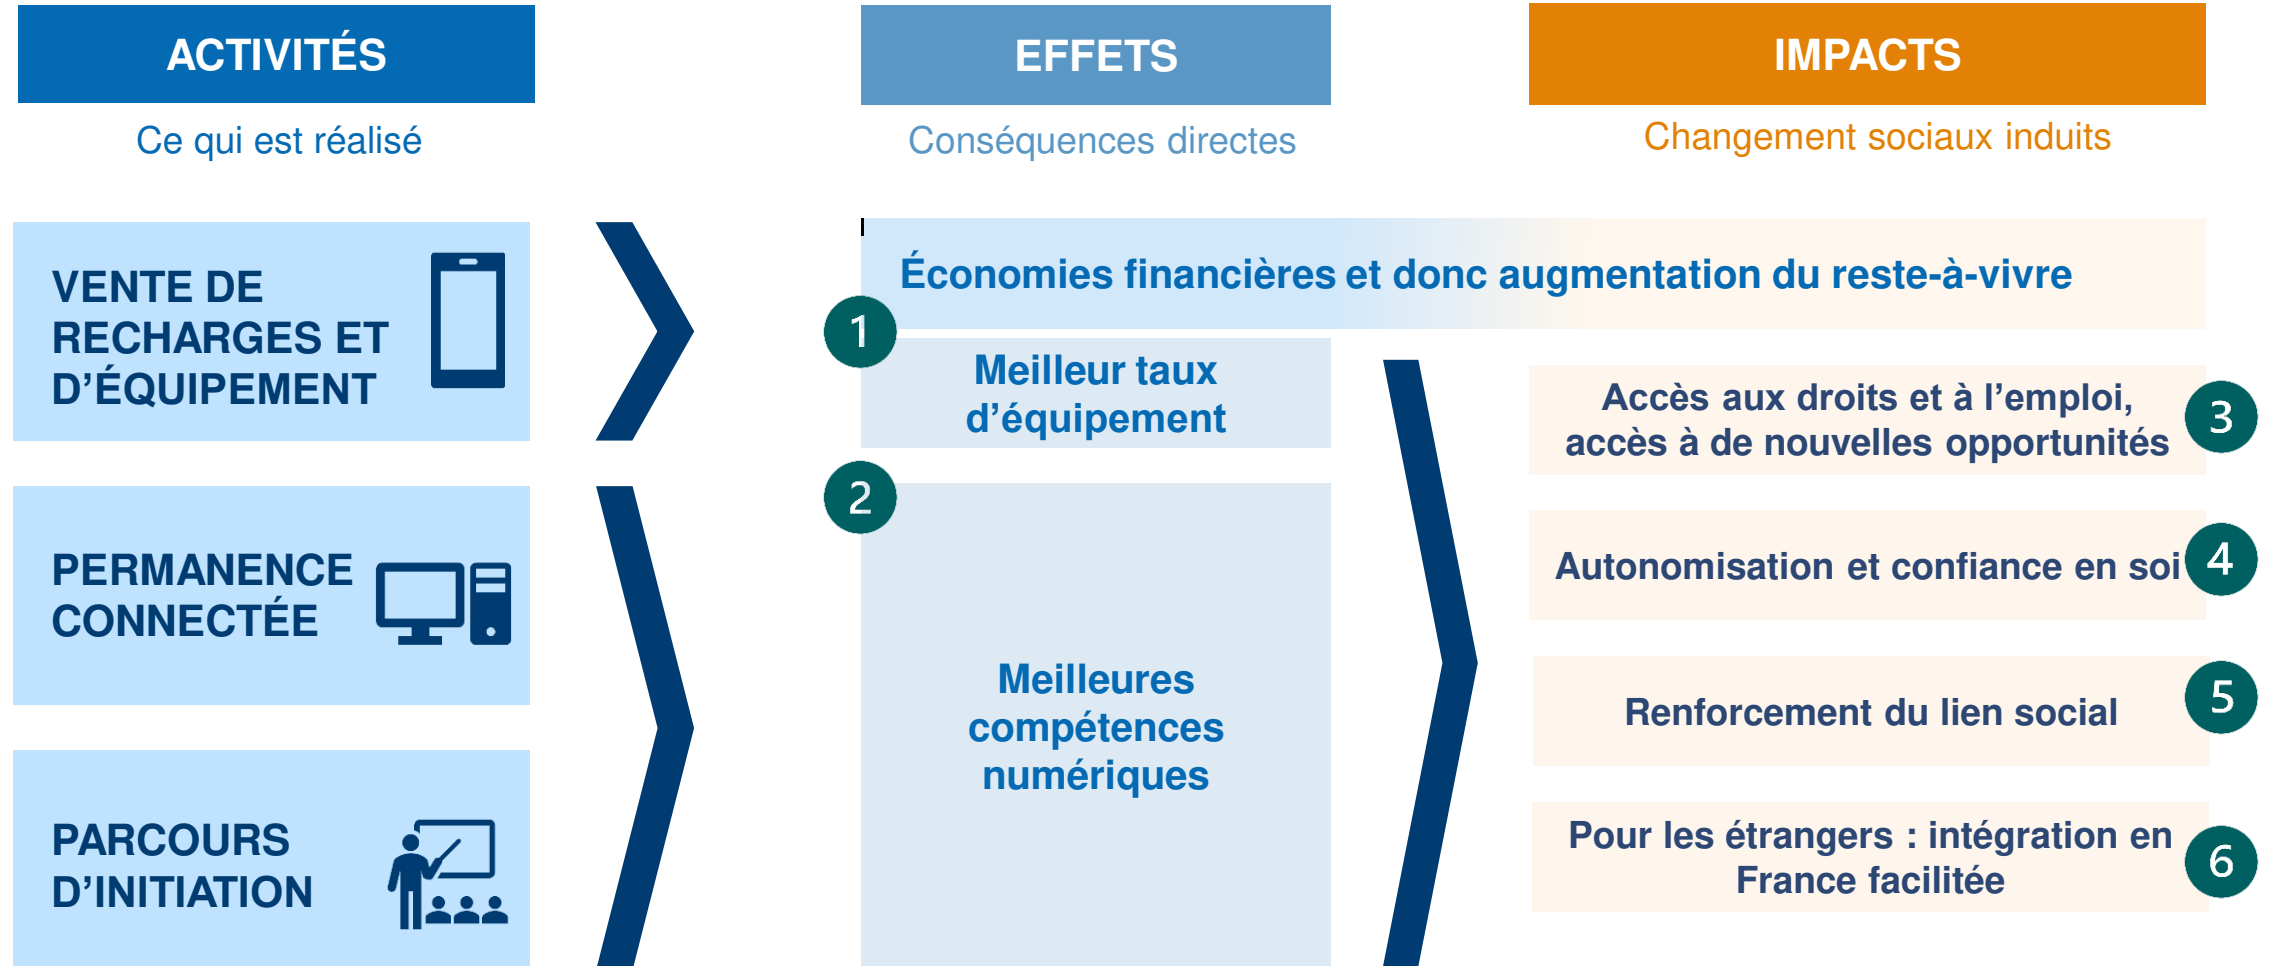 ACTIVITÉS
Ce qui est réalisé
VENTE DE
RECHARGES ET
D’ÉQUIPEMENT
PERMANENCE
CONNECTÉE
PARCOURS
D’INITIATION
EFFETS
Conséquences directes
IMPACTS
Changement sociaux induits
Économies financières et donc augmentation du reste-à-vivre
1
Meilleur taux
d’équipement
2
Meilleures
compétences
numériques
Accès aux droits et à l’emploi,
accès à de nouvelles opportunités
3
Autonomisation et confiance en soi
4
Renforcement du lien social
5
Pour les étrangers : intégration en
France facilitée
6